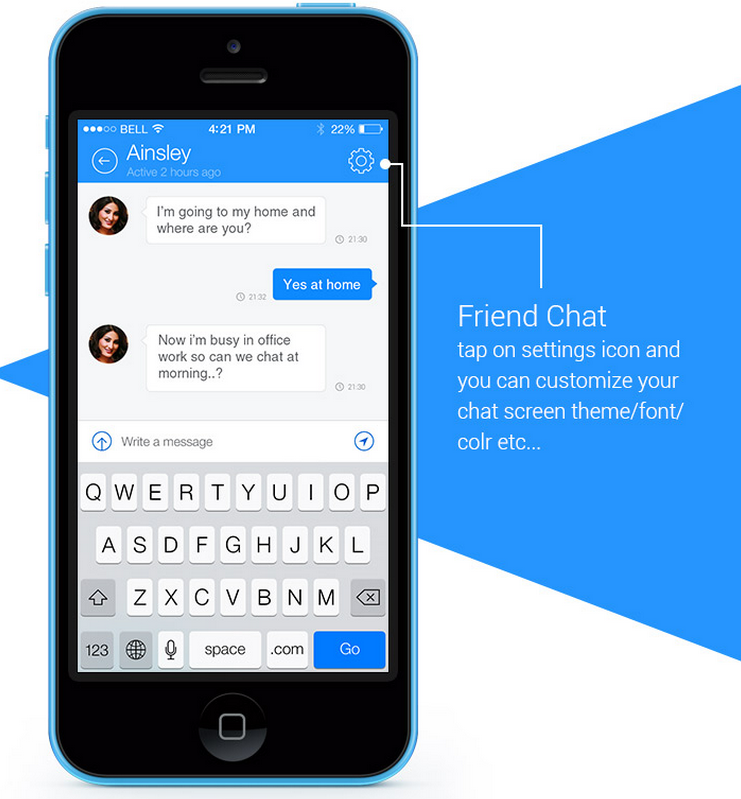 BELL 4:21 PM 22%
Ainsley
Active 2 hours ago
I'm going to my home and
where are you?
21:30
Yes at home
21:32
Now i'm busy in office
work so can we chat at
morning..?
21:30
Write a message
Q W E R T Y U I O P
A S D F G H J K L
Z X C V B N M
123 space .com Go
Friend Chat
tap on settings icon and
you can customize your
chat screen theme/font/
colr etc...